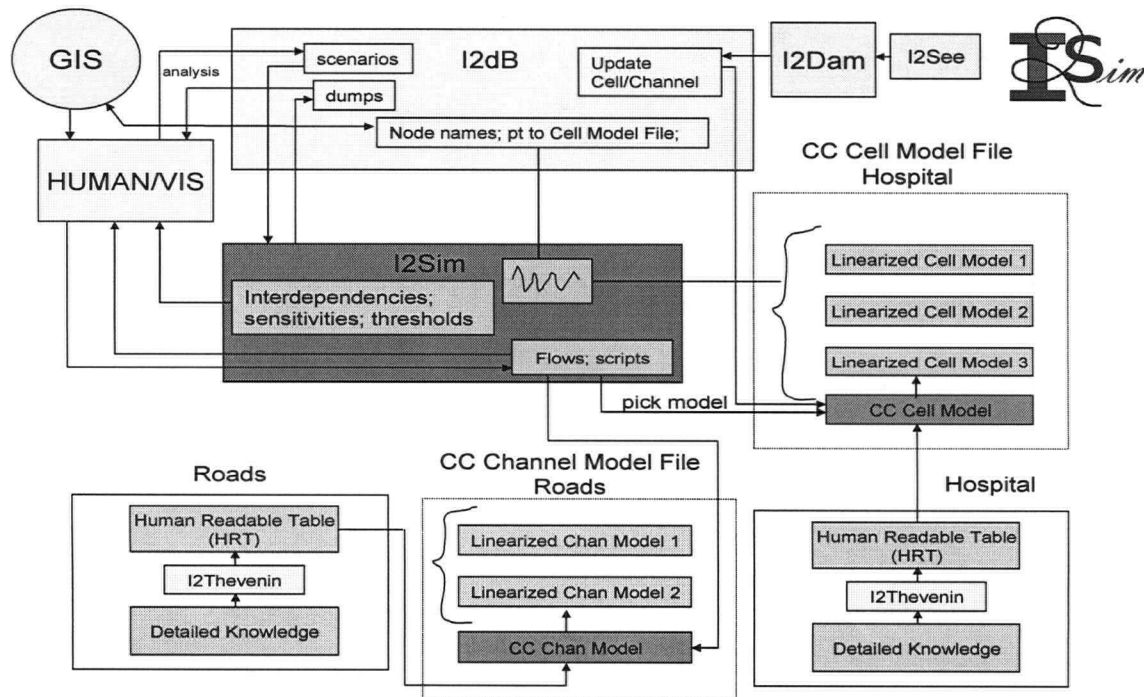 GIS
analysis
scenarios
dumps
I2dB
Update
Cell/Channel
I2Dam
I2See
I2Sim
Node names; pt to Cell Model File;
HUMAN/VIS
CC Cell Model File
Hospital
Linearized Cell Model 1
Linearized Cell Model 2
Linearized Cell Model 3
CC Cell Model
I2Sim
Interdependencies;
sensitivities; thresholds
Flows; scripts
pick model
Roads
Human Readable Table
(HRT)
I2Thevenin
Detailed Knowledge
CC Channel Model File
Roads
Linearized Chan Model 1
Linearized Chan Model 2
CC Chan Model
Hospital
Human Readable Table
(HRT)
I2Thevenin
Detailed Knowledge